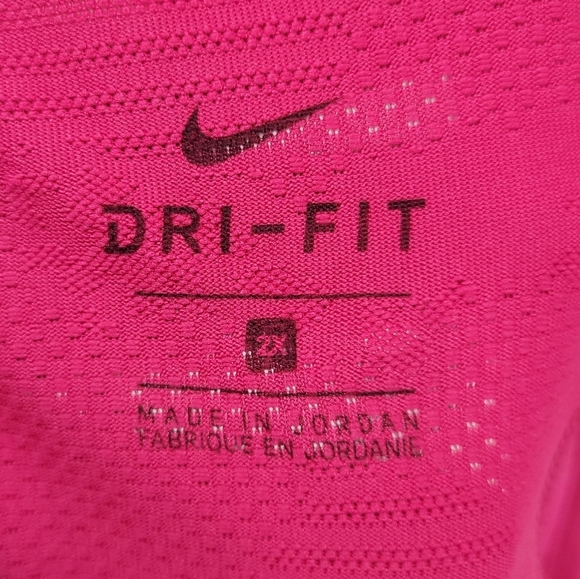 DRI-FIT
2X
MADE IN JORDAN
FABRIQUE EN JORDANIE